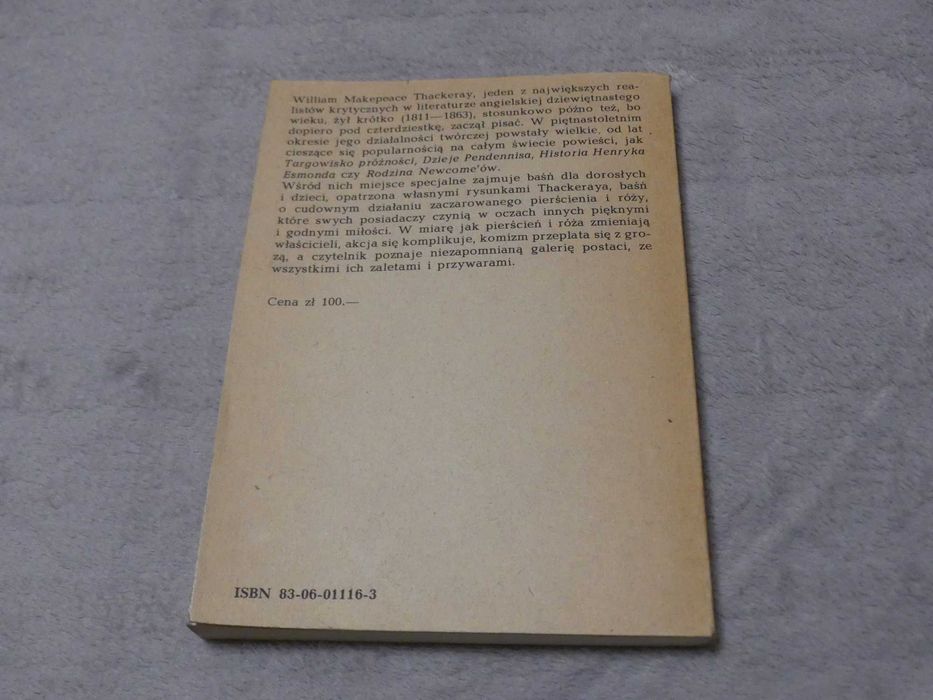 William Makepeace Thackeray, jeden z największych rea-
listów krytycznych w literaturze angielskiej dziewiętnastego
wieku, żył krótko (1811—1863), stosunkowo późno też, bo
dopiero pod czterdziestkę, zaczął pisać. W piętnastoletnim
okresie jego działalności twórczej powstały wielkie, od lat
cieszące się popularnością na całym świecie powieści, jak
Targowisko próżności, Dzieje Pendennisa, Historia Henryka
Esmonda czy Rodzina Newcome'ów.
Wśród nich miejsce specjalne zajmuje baśń dla dorosłych
i dzieci, opatrzona własnymi rysunkami Thackeraya, baśń
o cudownym działaniu zaczarowanego pierścienia i róży,
które swych posiadaczy czynią w oczach innych pięknymi
i godnymi miłości. W miarę jak pierścień i róża zmieniają
właścicieli, akcja się komplikuje, komizm przeplata się z gro-
zą, a czytelnik poznaje niezapomnianą galerię postaci, ze
wszystkimi ich zaletami i przywarami.
Cena zł 100.—
ISBN 83-06-01116-3